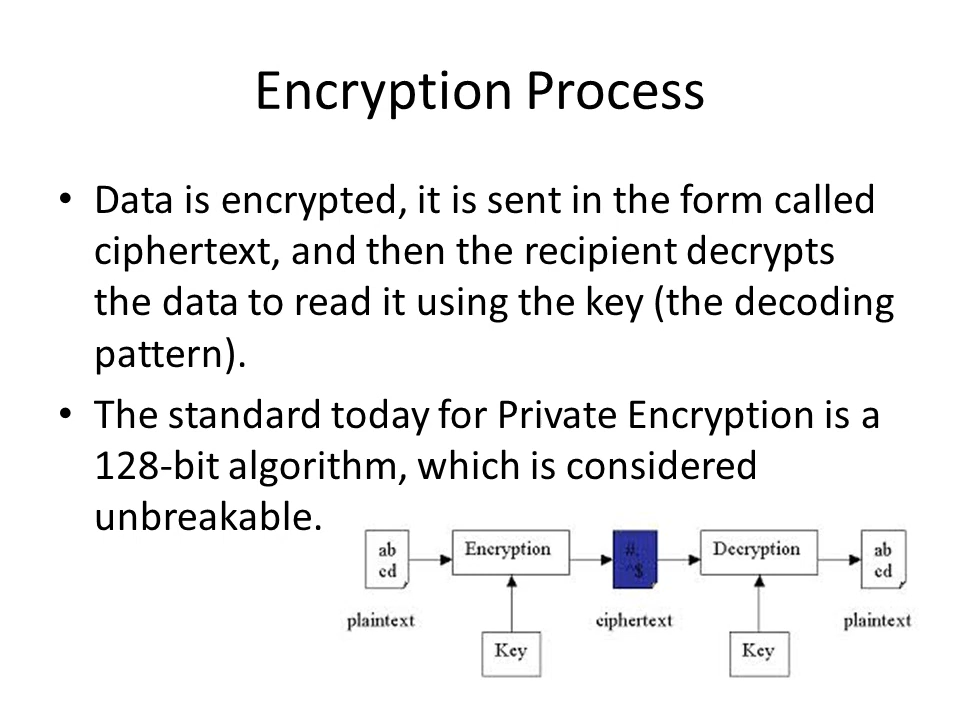 Encryption Process
• Data is encrypted, it is sent in the form called
ciphertext, and then the recipient decrypts
the data to read it using the key (the decoding
pattern).
• The standard today for Private Encryption is a
128-bit algorithm, which is considered
unbreakable.
ab Encryption #. Decryption ab
cd ^$ cd
plaintext ciphertext plaintext
Key Key